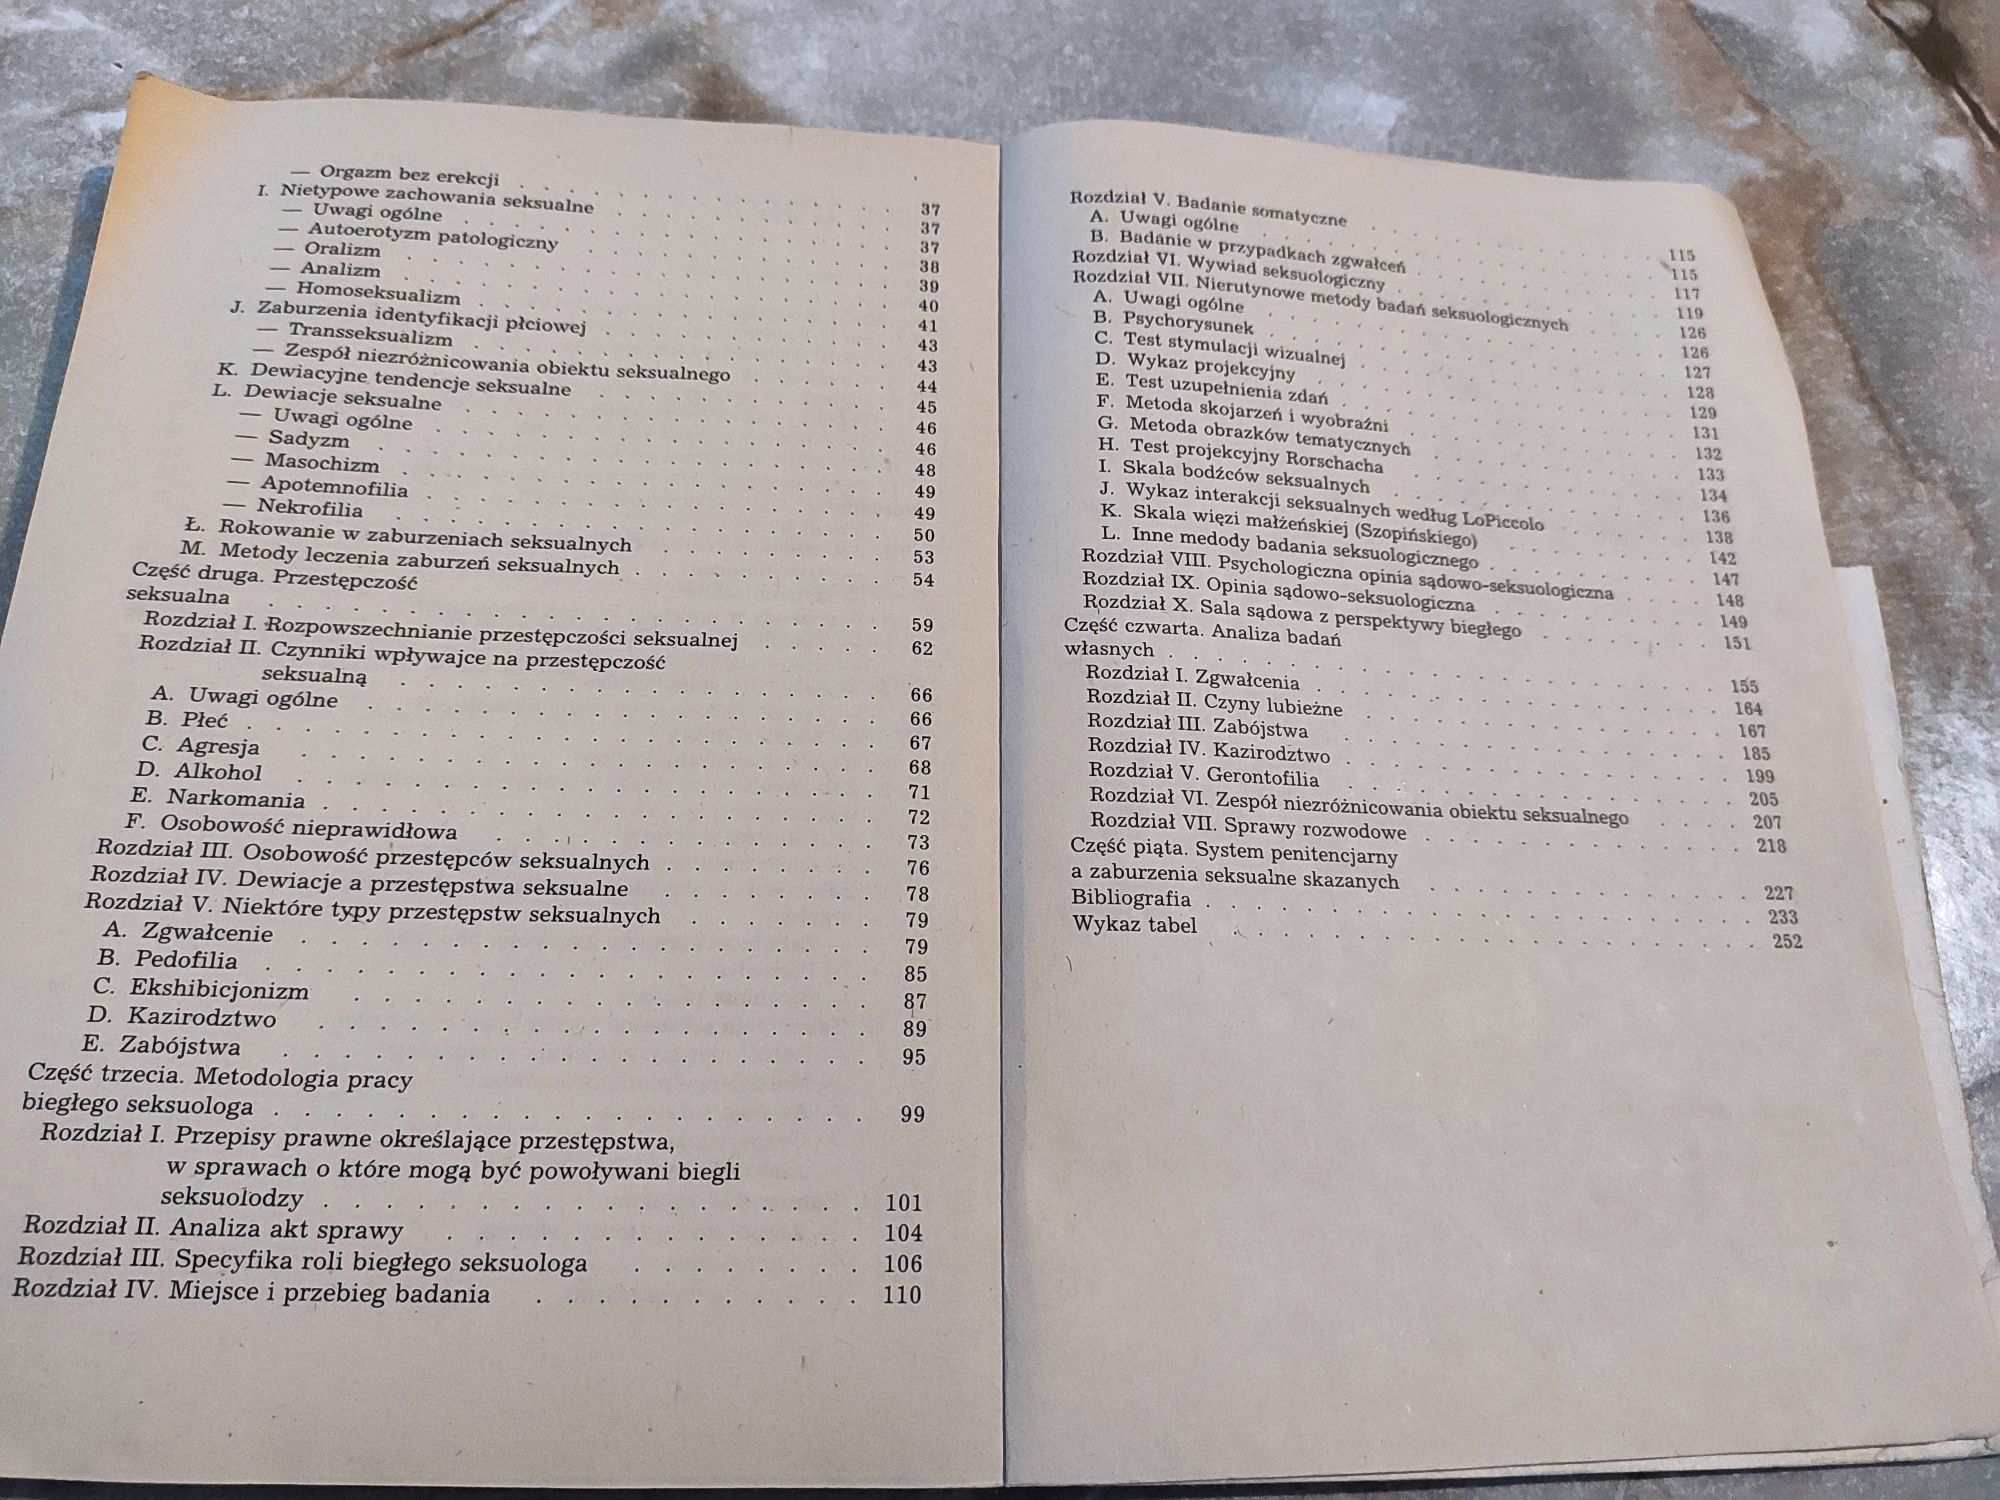 — Orgazm bez erekcji . . . . . . . . . . . 37
I. Nietypowe zachowania seksualne . . . . . . . . 37
— Uwagi ogólne . . . . . . . . . . . . 37
— Autoerotyzm patologiczny . . . . . . . . . 38
— Oralizm . . . . . . . . . . . . . 39
— Analizm . . . . . . . . . . . . . 40
— Homoseksualizm . . . . . . . . . . . 41
J. Zaburzenia identyfikacji płciowej . . . . . . . . 43
— Transseksualizm . . . . . . . . . . . 43
— Zespół niezróżnicowania obiektu seksualnego . . . . . 44
K. Dewiacyjne tendencje seksualne . . . . . . . . 45
L. Dewiacje seksualne . . . . . . . . . . . 46
— Uwagi ogólne . . . . . . . . . . . . 46
— Sadyzm . . . . . . . . . . . . . 48
— Masochizm . . . . . . . . . . . . 49
— Apotemnofilia . . . . . . . . . . . . 49
— Nekrofilia . . . . . . . . . . . . . 50
Ł. Rokowanie w zaburzeniach seksualnych . . . . . . 53
M. Metody leczenia zaburzeń seksualnych . . . . . . . 54
Część druga. Przestępczość
seksualna . . . . . . . . . . . . . . . 59
Rozdział I. Rozpowszechnianie przestępczości seksualnej . . . . . 62
Rozdział II. Czynniki wpływajce na przestępczość
seksualną . . . . . . . . . . . . . . 66
A. Uwagi ogólne . . . . . . . . . . . . . 66
B. Płeć . . . . . . . . . . . . . . . 67
C. Agresja . . . . . . . . . . . . . . 68
D. Alkohol . . . . . . . . . . . . . . 71
E. Narkomania . . . . . . . . . . . . . 72
F. Osobowość nieprawidłowa . . . . . . . . . . 73
Rozdział III. Osobowość przestępców seksualnych . . . . . . . 76
Rozdział IV. Dewiacje a przestępstwa seksualne . . . . . . . 78
Rozdział V. Niektóre typy przestępstw seksualnych . . . . . . 79
A. Zgwałcenie . . . . . . . . . . . . . . 79
B. Pedofilia . . . . . . . . . . . . . . 85
C. Ekshibicjonizm . . . . . . . . . . . . . 87
D. Kazirodztwo . . . . . . . . . . . . . 89
E. Zabójstwa . . . . . . . . . . . . . . 95
Część trzecia. Metodologia pracy
biegłego seksuologa . . . . . . . . . . . . . 99
Rozdział I. Przepisy prawne określające przestępstwa,
w sprawach o które mogą być powoływani biegli
seksuolodzy . . . . . . . . . . . . . 101
Rozdział II. Analiza akt sprawy . . . . . . . . . . 104
Rozdział III. Specyfika roli biegłego seksuologa . . . . . . . 106
Rozdział IV. Miejsce i przebieg badania . . . . . . . . . 110
Rozdział V. Badanie somatyczne . . . . . . . . . . 115
A. Uwagi ogólne . . . . . . . . . . . . . 115
B. Badanie w przypadkach zgwałceń . . . . . . . . 117
Rozdział VI. Wywiad seksuologiczny . . . . . . . . . 119
Rozdział VII. Nierutynowe metody badań seksuologicznych . . . . 126
A. Uwagi ogólne . . . . . . . . . . . . . 126
B. Psychorysunek . . . . . . . . . . . . . 127
C. Test stymulacji wizualnej . . . . . . . . . . 128
D. Wykaz projekcyjny . . . . . . . . . . . 129
E. Test uzupełnienia zdań . . . . . . . . . . 131
F. Metoda skojarzeń i wyobraźni . . . . . . . . . 132
G. Metoda obrazków tematycznych . . . . . . . . 133
H. Test projekcyjny Rorschacha . . . . . . . . . 134
I. Skala bodźców seksualnych . . . . . . . . . 136
J. Wykaz interakcji seksualnych według LoPiccolo . . . . . 138
K. Skala więzi małżeńskiej (Szopińskiego) . . . . . . . 142
L. Inne medody badania seksuologicznego . . . . . . . 147
Rozdział VIII. Psychologiczna opinia sądowo-seksuologiczna . . . . 148
Rozdział IX. Opinia sądowo-seksuologiczna . . . . . . . . 149
Rozdział X. Sala sądowa z perspektywy biegłego . . . . . . . 151
Część czwarta. Analiza badań
własnych . . . . . . . . . . . . . . . 155
Rozdział I. Zgwałcenia . . . . . . . . . . . . 164
Rozdział II. Czyny lubieżne . . . . . . . . . . . 167
Rozdział III. Zabójstwa . . . . . . . . . . . . 185
Rozdział IV. Kazirodztwo . . . . . . . . . . . . 199
Rozdział V. Gerontofilia . . . . . . . . . . . . 205
Rozdział VI. Zespół niezróżnicowania obiektu seksualnego . . . . 207
Rozdział VII. Sprawy rozwodowe . . . . . . . . . . 218
Część piąta. System penitencjarny
a zaburzenia seksualne skazanych . . . . . . . . . 227
Bibliografia . . . . . . . . . . . . . . . 233
Wykaz tabel . . . . . . . . . . . . . . . 252